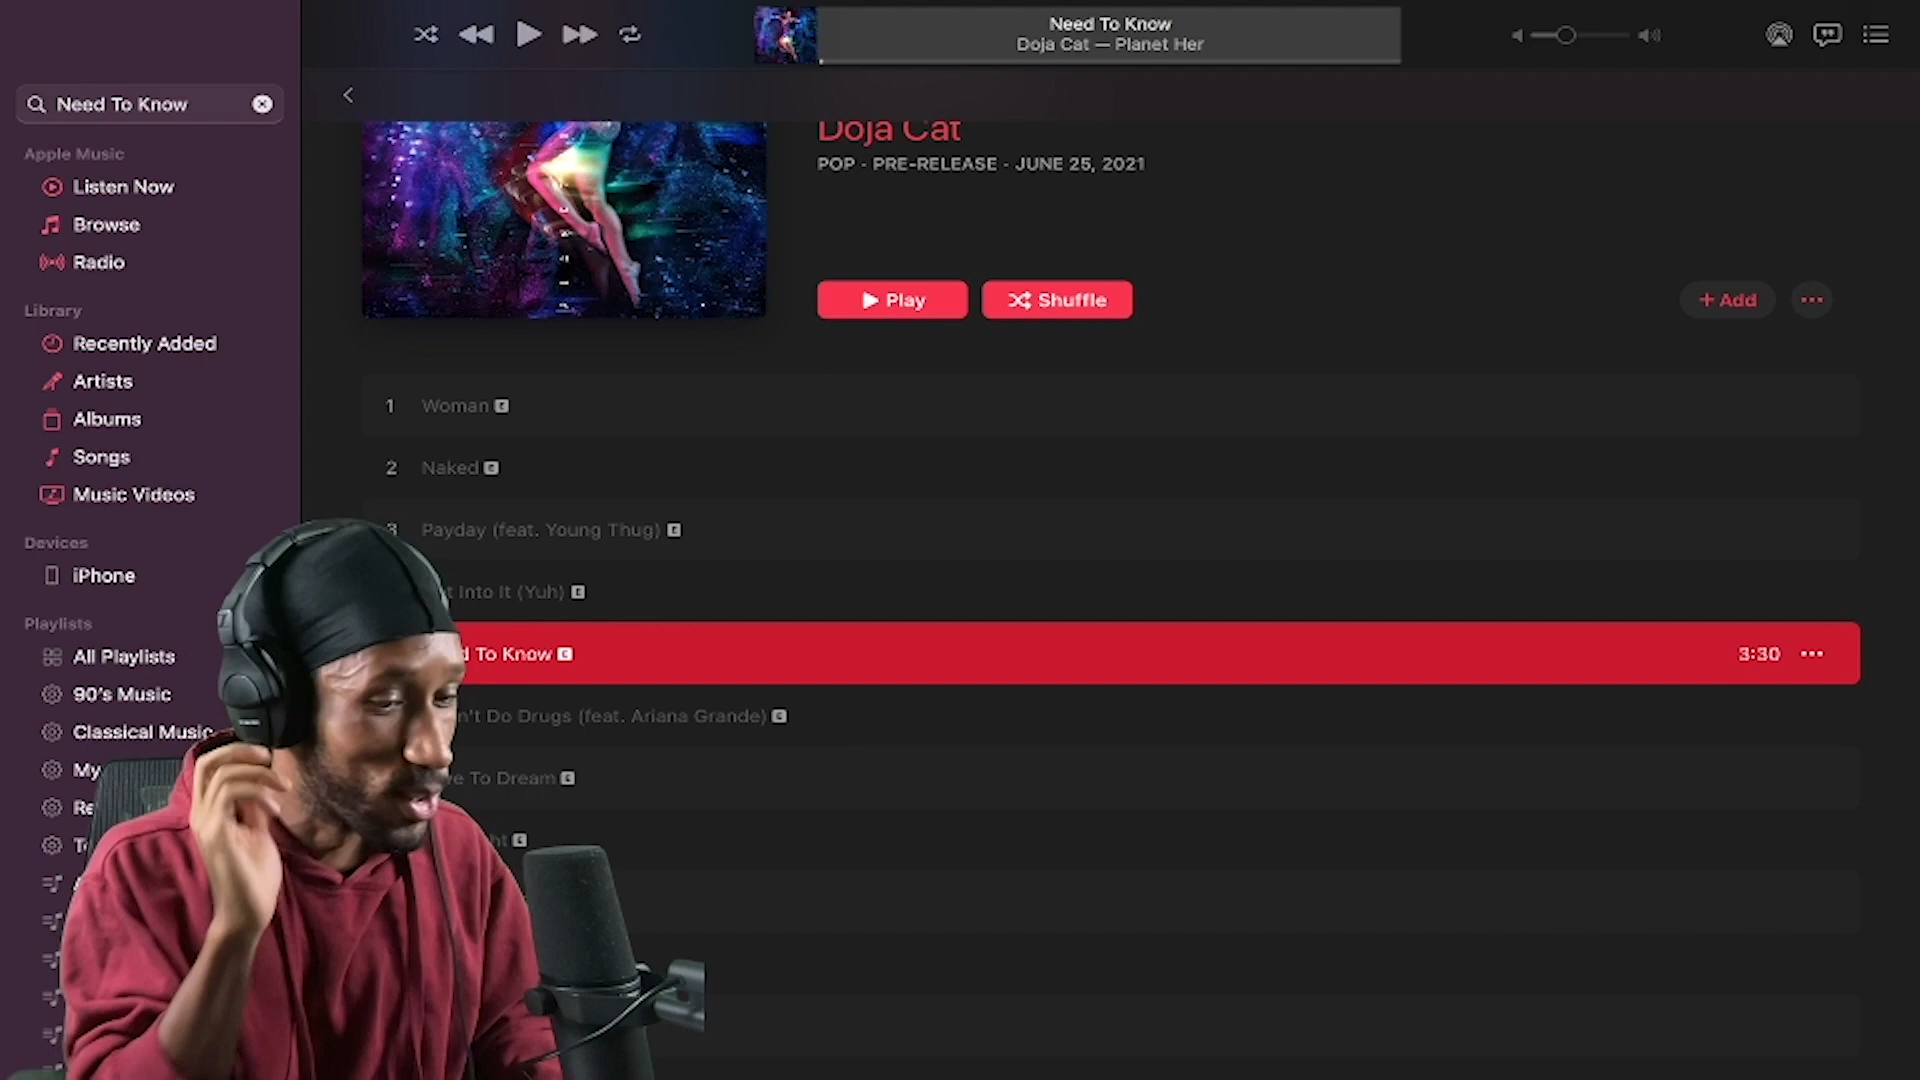 Need To Know
Doja Cat — Planet Her
Need To Know
Apple Music
Listen Now
Browse
Radio
Library
Recently Added
Artists
Albums
Songs
Music Videos
Devices
iPhone
Playlists
All Playlists
90's Music
Classical Music
My
Doja Cat
POP · PRE-RELEASE · JUNE 25, 2021
Play
Shuffle
+ Add
1 Woman E
2 Naked E
3 Payday (feat. Young Thug) E
Into It (Yuh) E
To Know E 3:30
n't Do Drugs (feat. Ariana Grande) E
To Dream E